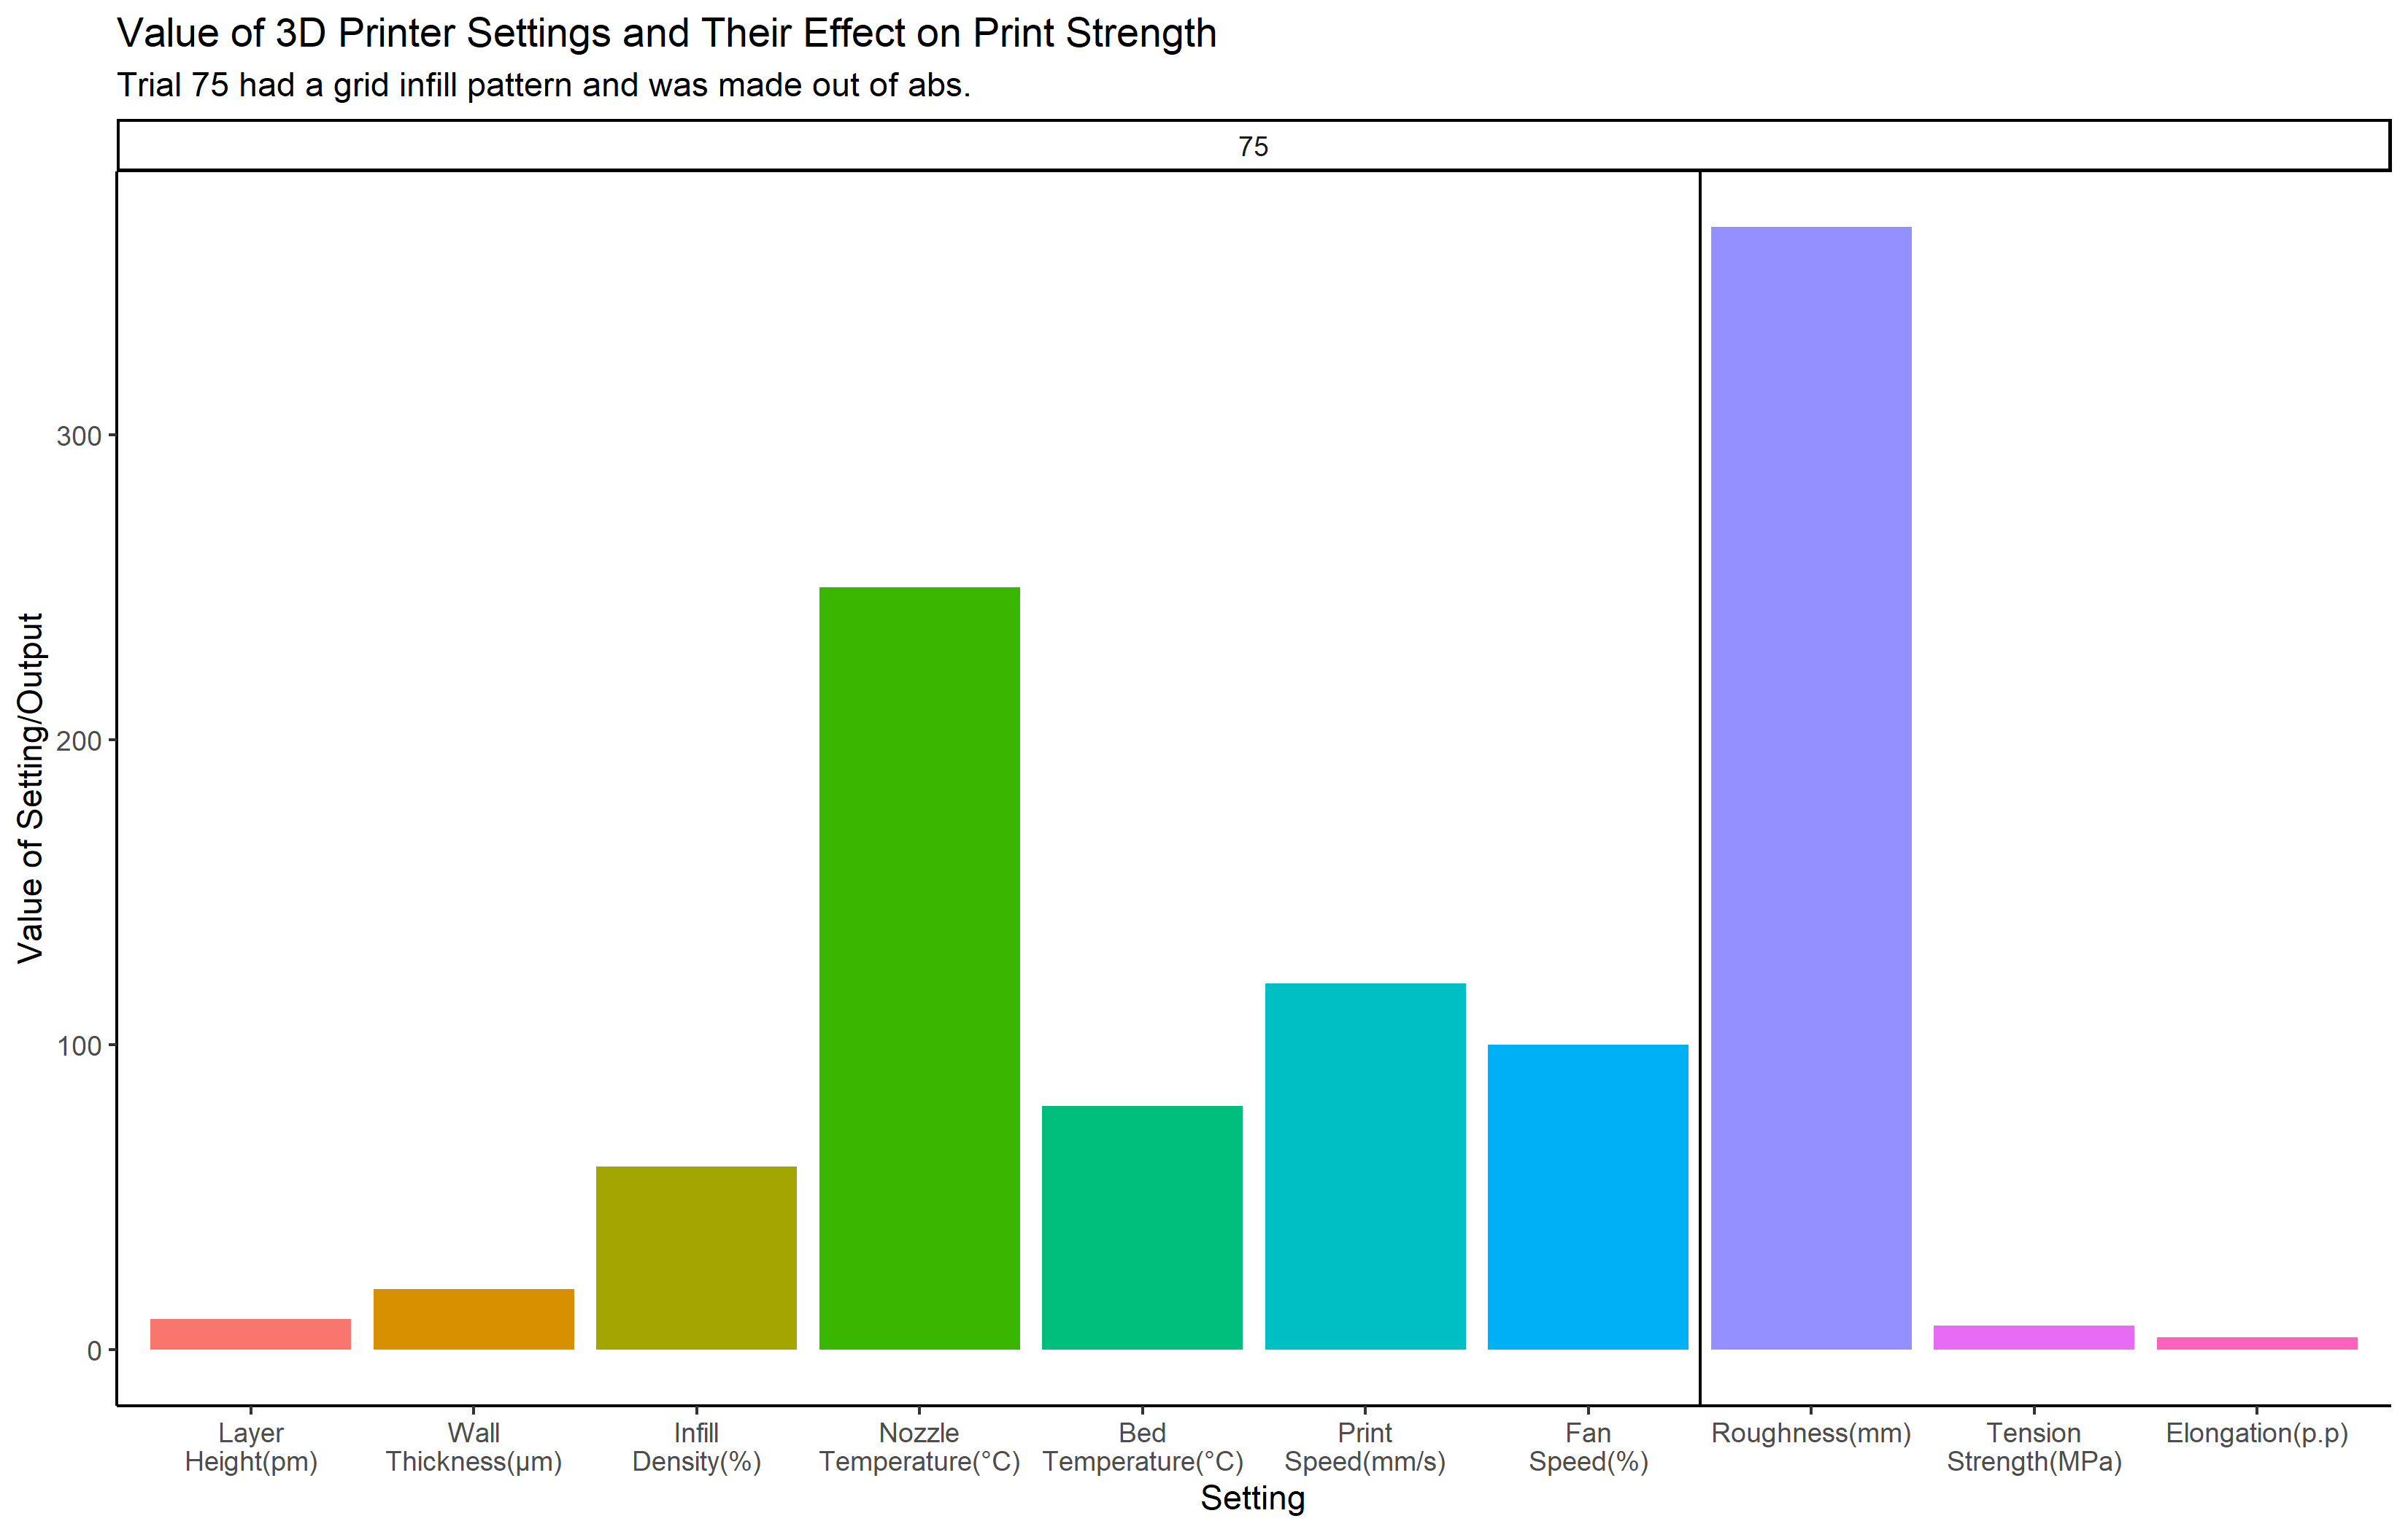 Value of 3D Printer Settings and Their Effect on Print Strength
Trial 75 had a grid infill pattern and was made out of abs.
75
Value of Setting/Output
300
200
100
0
Layer
Height(pm)
Wall
Thickness(µm)
Infill
Density(%)
Nozzle
Temperature(°C)
Bed
Temperature(°C)
Print
Speed(mm/s)
Fan
Speed(%)
Roughness(mm)
Tension
Strength(MPa)
Elongation(p.p)
Setting